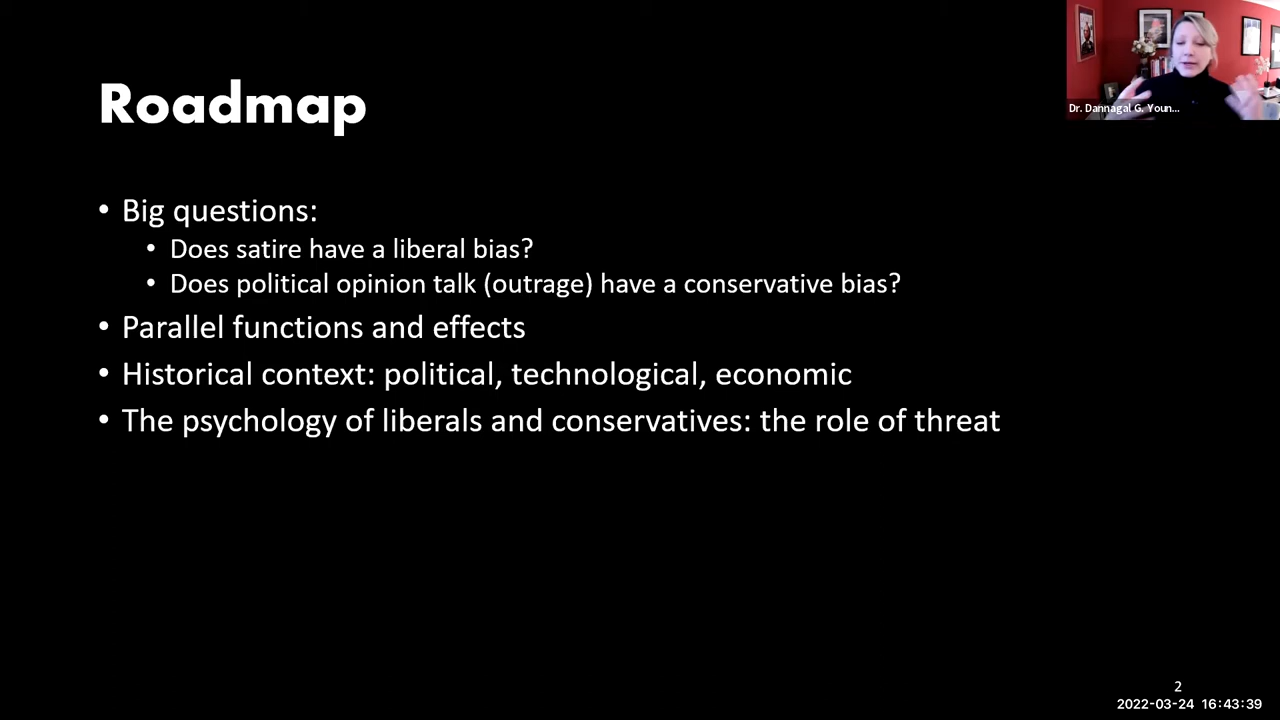 Dr. Dannagal G. Youn...
Roadmap
• Big questions:
• Does satire have a liberal bias?
• Does political opinion talk (outrage) have a conservative bias?
• Parallel functions and effects
• Historical context: political, technological, economic
• The psychology of liberals and conservatives: the role of threat
2
2022-03-24 16:43:39